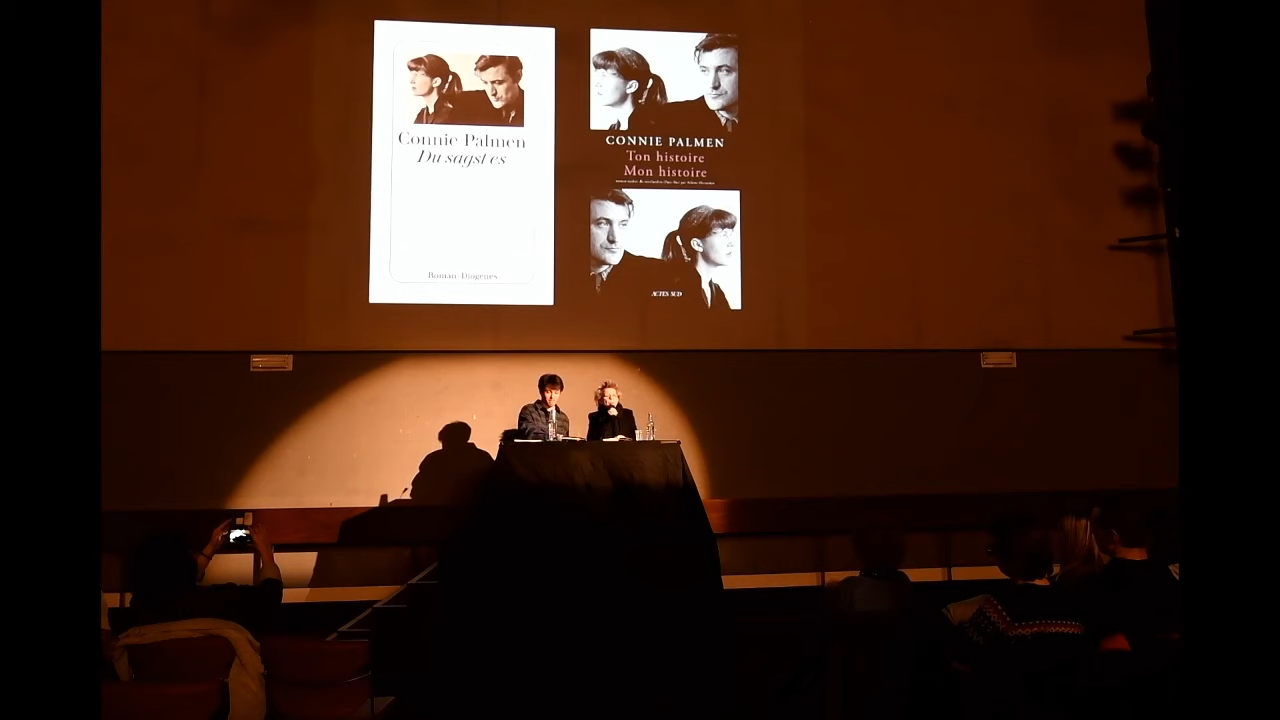 Connie Palmen
Du sagst es
Roman · Diogenes
CONNIE PALMEN
Ton histoire
Mon histoire
ACTES SUD